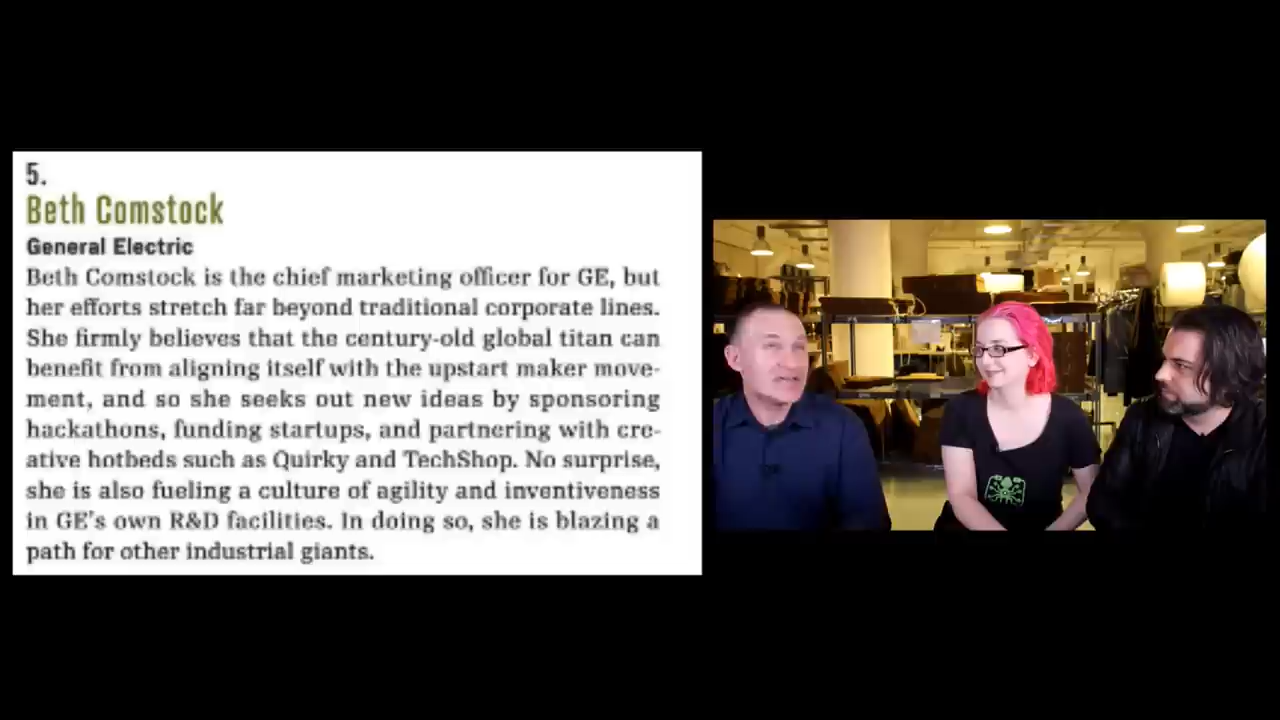 5.
Beth Comstock
General Electric
Beth Comstock is the chief marketing officer for GE, but
her efforts stretch far beyond traditional corporate lines.
She firmly believes that the century-old global titan can
benefit from aligning itself with the upstart maker move-
ment, and so she seeks out new ideas by sponsoring
hackathons, funding startups, and partnering with cre-
ative hotbeds such as Quirky and TechShop. No surprise,
she is also fueling a culture of agility and inventiveness
in GE's own R&D facilities. In doing so, she is blazing a
path for other industrial giants.